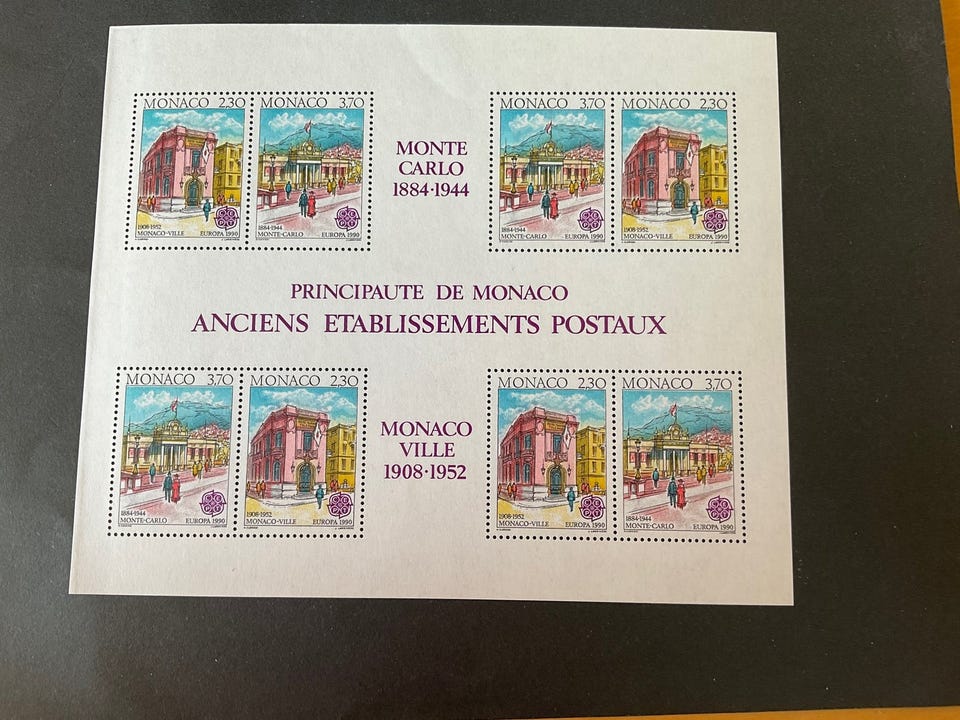 MONACO 2,30
1908-1952
MONACO-VILLE EUROPA 1990
MONACO 3,70
1884-1944
MONTE-CARLO EUROPA 1990
MONTE
CARLO
1884·1944
MONACO 3,70
1884-1944
MONTE-CARLO EUROPA 1990
MONACO 2,30
1908-1952
MONACO-VILLE EUROPA 1990
PRINCIPAUTE DE MONACO
ANCIENS ETABLISSEMENTS POSTAUX
MONACO 3,70
1884-1944
MONTE-CARLO EUROPA 1990
MONACO 2,30
1908-1952
MONACO-VILLE EUROPA 1990
MONACO
VILLE
1908·1952
MONACO 2,30
1908-1952
MONACO-VILLE EUROPA 1990
MONACO 3,70
1884-1944
MONTE-CARLO EUROPA 1990